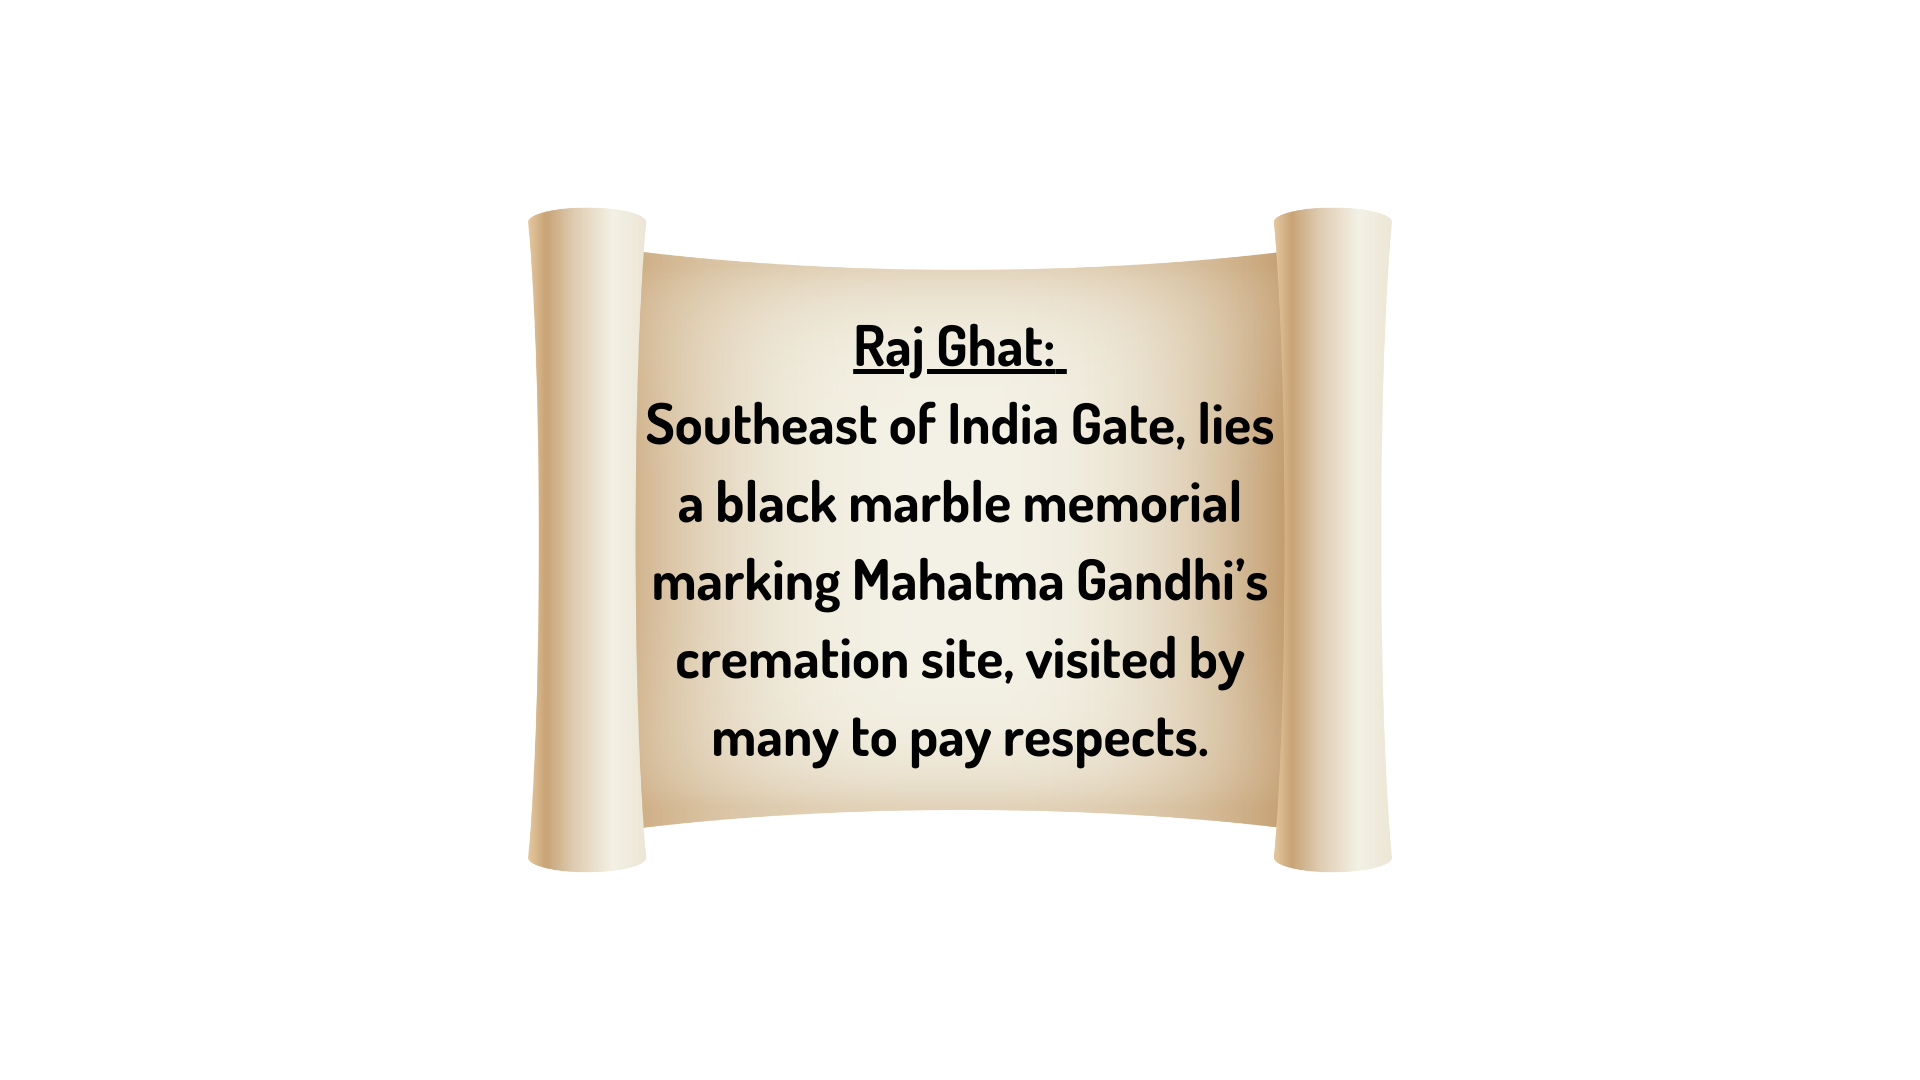 Raj Ghat:
Southeast of India Gate, lies
a black marble memorial
marking Mahatma Gandhi’s
cremation site, visited by
many to pay respects.